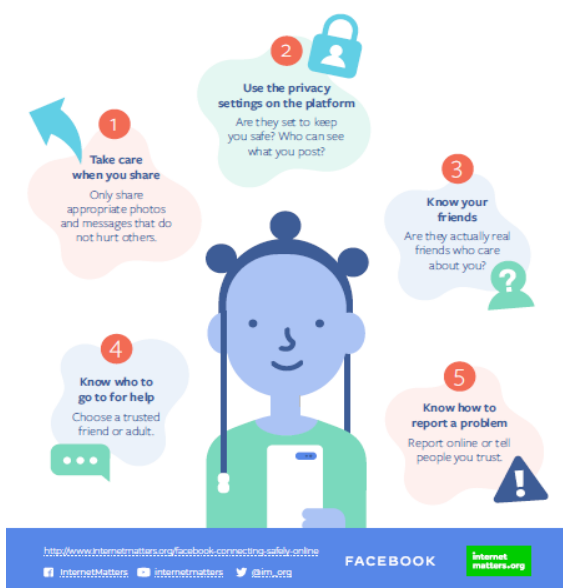 1
Take care
when you share
Only share
appropriate photos
and messages that do
not hurt others.
2
Use the privacy
settings on the platform
Are they set to keep
you safe? Who can see
what you post?
3
Know your
friends
Are they actually real
friends who care
about you?
?
4
Know who to
go to for help
Choose a trusted
friend or adult.
5
Know how to
report a problem
Report online or tell
people you trust.
!
http://www.internetmatters.org/facebook-connecting-safely-online
InternetMatters internetmatters @im_org
FACEBOOK
internet
matters.org